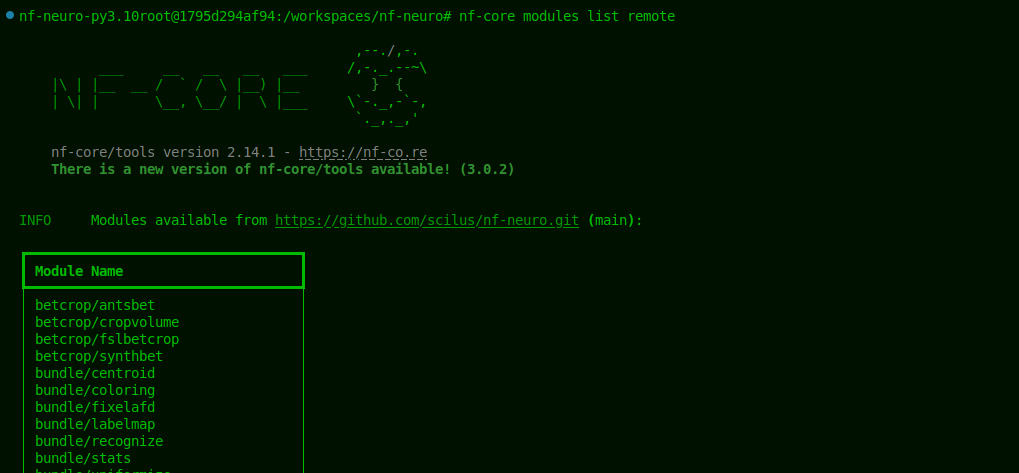 nf-neuro-py3.10root@1795d294af94:/workspaces/nf-neuro# nf-core modules list remote
                                          ,--./,-.
          ___     __   __   __   ___     /,-._.--~\
    |\ | |__  __ /  ` /  \ |__) |__         }  {
    | \| |       \__, \__/ |  \ |___     \`-._,-`-,
                                          `._,._,'
nf-core/tools version 2.14.1 - https://nf-co.re
There is a new version of nf-core/tools available! (3.0.2)
INFO     Modules available from https://github.com/scilus/nf-neuro.git (main):
Module Name
betcrop/antsbet
betcrop/cropvolume
betcrop/fslbetcrop
betcrop/synthbet
bundle/centroid
bundle/coloring
bundle/fixelafd
bundle/labelmap
bundle/recognize
bundle/stats